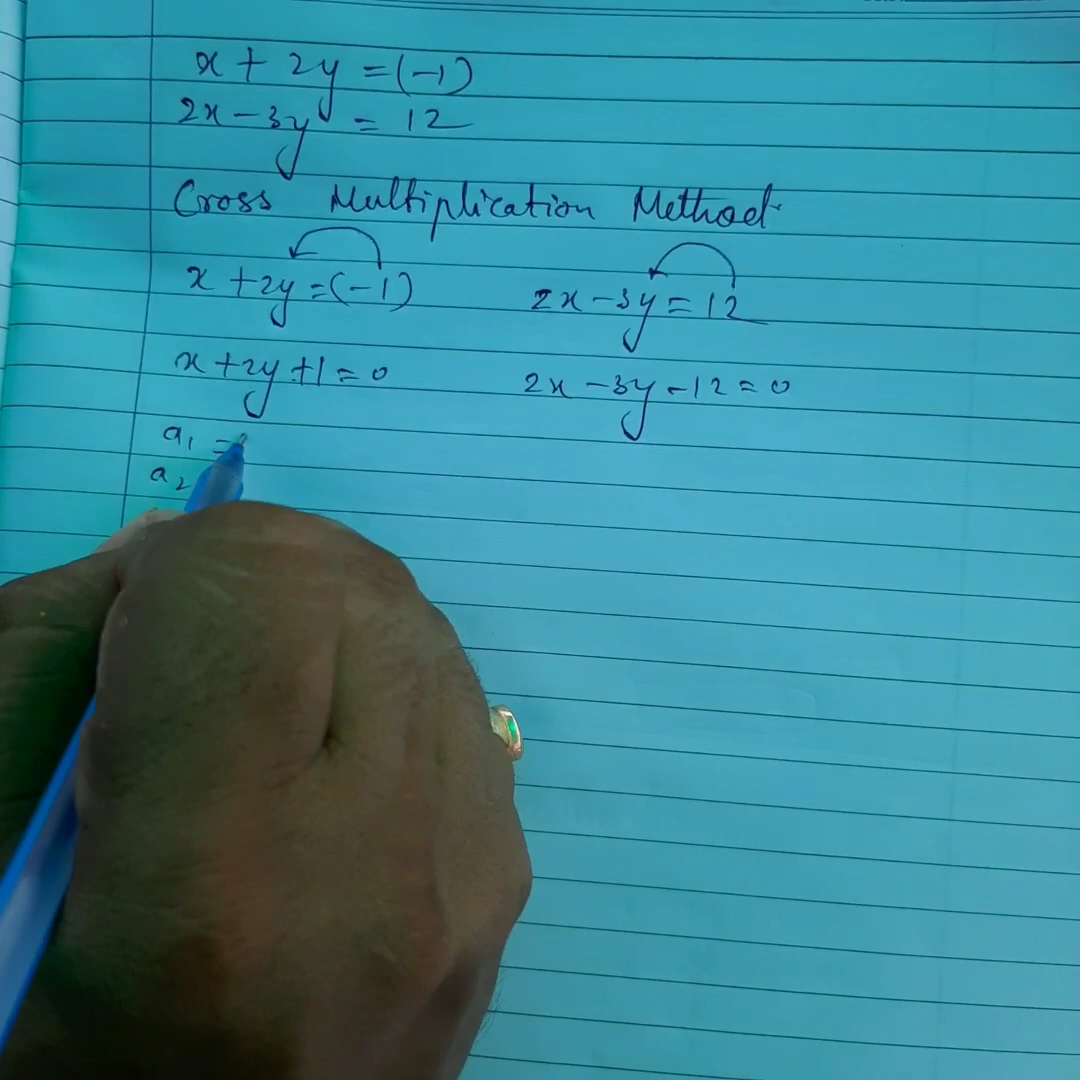 x + 2y = (-1)
2x - 3y = 12
Cross Multiplication Method.
x + 2y = (-1)
2x - 3y = 12
x + 2y + 1 = 0
2x - 3y - 12 = 0
a₁ =
a₂